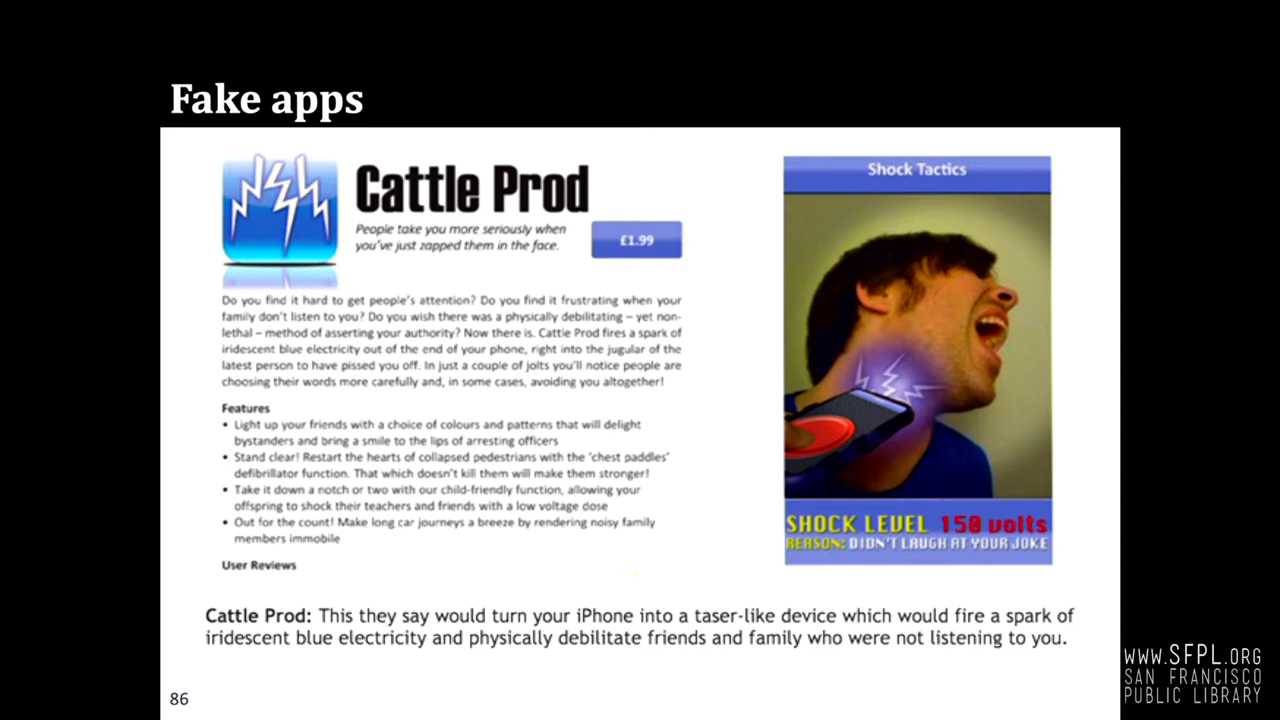 Fake apps
Cattle Prod
People take you more seriously when
you've just zapped them in the face.
£1.99
Do you find it hard to get people's attention? Do you find it frustrating when your
family don't listen to you? Do you wish there was a physically debilitating – yet non-
lethal – method of asserting your authority? Now there is. Cattle Prod fires a spark of
iridescent blue electricity out of the end of your phone, right into the jugular of the
latest person to have pissed you off. In just a couple of jolts you'll notice people are
choosing their words more carefully and, in some cases, avoiding you altogether!
Features
• Light up your friends with a choice of colours and patterns that will delight
bystanders and bring a smile to the lips of arresting officers
• Stand clear! Restart the hearts of collapsed pedestrians with the 'chest paddles'
defibrillator function. That which doesn't kill them will make them stronger!
• Take it down a notch or two with our child-friendly function, allowing your
offspring to shock their teachers and friends with a low voltage dose
• Out for the count! Make long car journeys a breeze by rendering noisy family
members immobile
User Reviews
Shock Tactics
SHOCK LEVEL 150 volts
REASON: DIDN'T LAUGH AT YOUR JOKE
Cattle Prod: This they say would turn your iPhone into a taser-like device which would fire a spark of
iridescent blue electricity and physically debilitate friends and family who were not listening to you.
86
WWW.SFPL.ORG
SAN FRANCISCO
PUBLIC LIBRARY